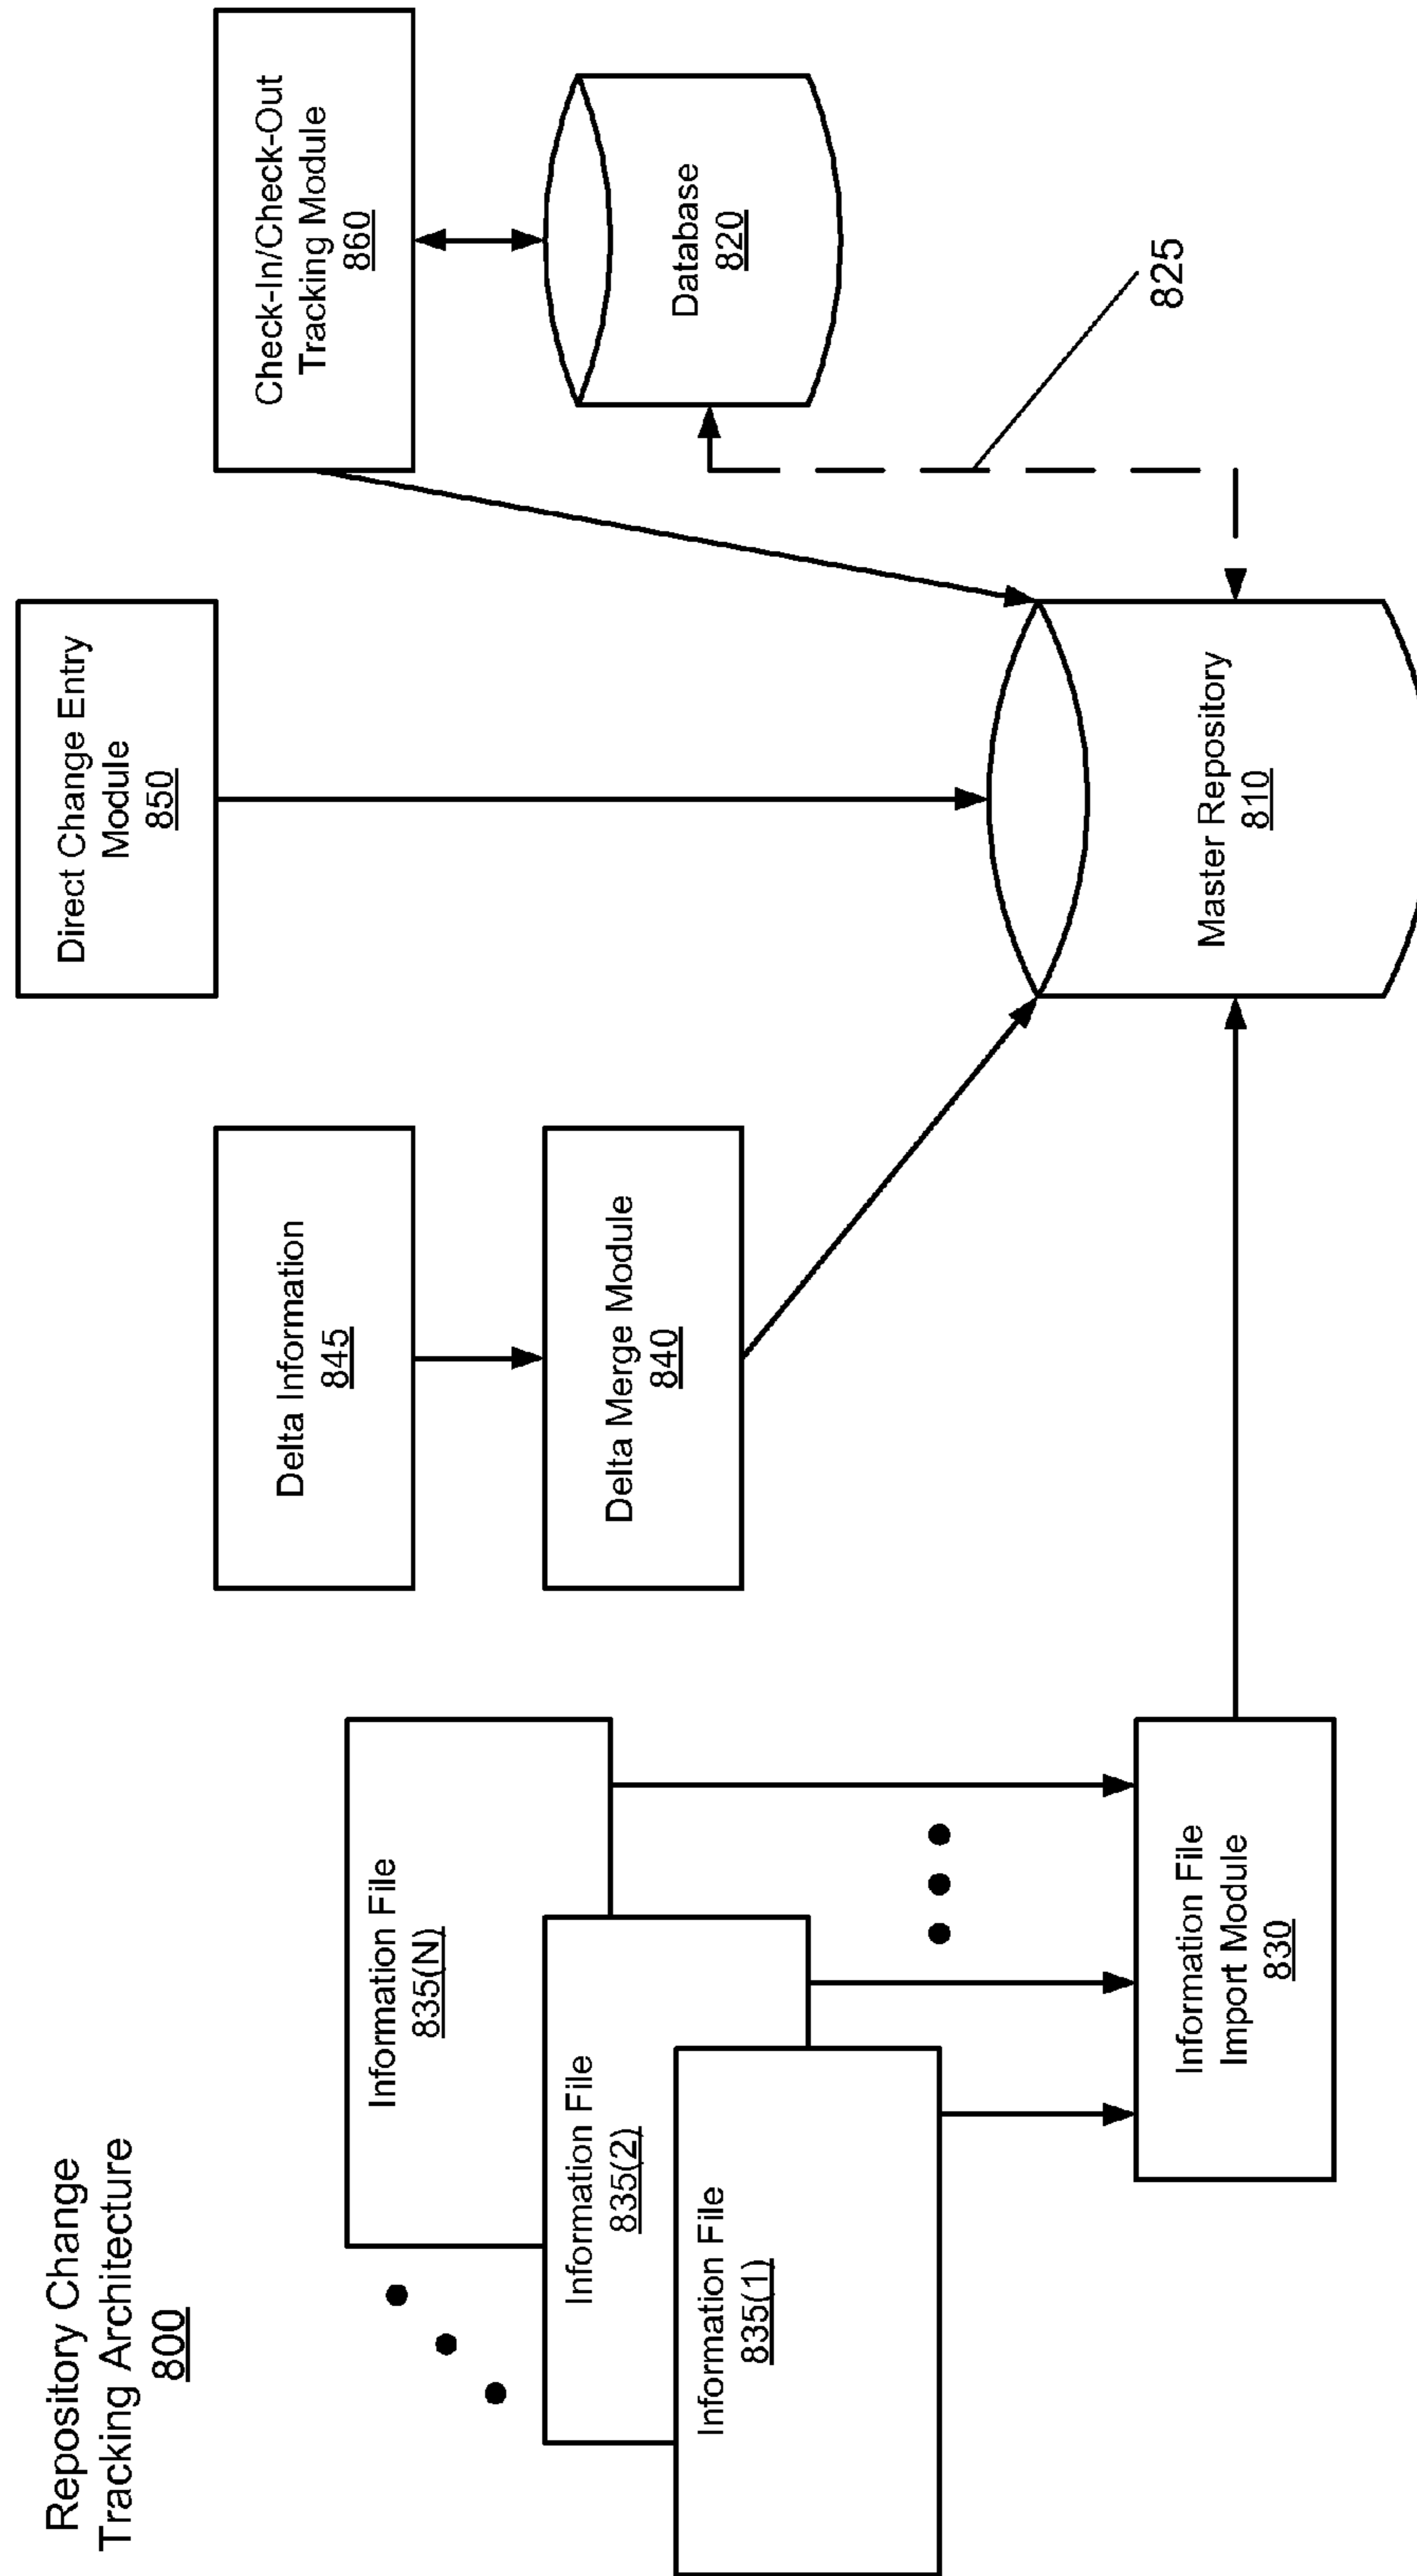 Repository Change
Tracking Architecture
800
Information File
835(N)
Information File
835(2)
Information File
835(1)
Information File
Import Module
830
Delta Information
845
Delta Merge Module
840
Direct Change Entry
Module
850
Master Repository
810
Check-In/Check-Out
Tracking Module
860
Database
820
825